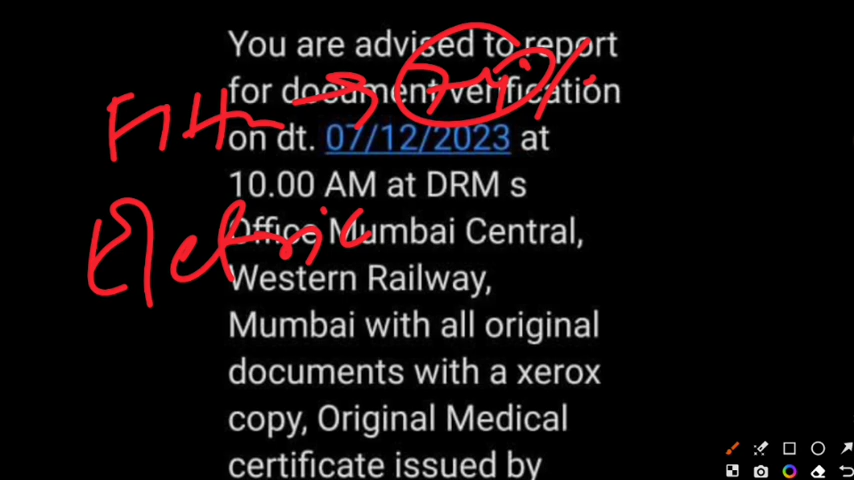 You are advised to report
for document verification
on dt. 07/12/2023 at
10.00 AM at DRM s
Office Mumbai Central,
Western Railway,
Mumbai with all original
documents with a xerox
copy, Original Medical
certificate issued by